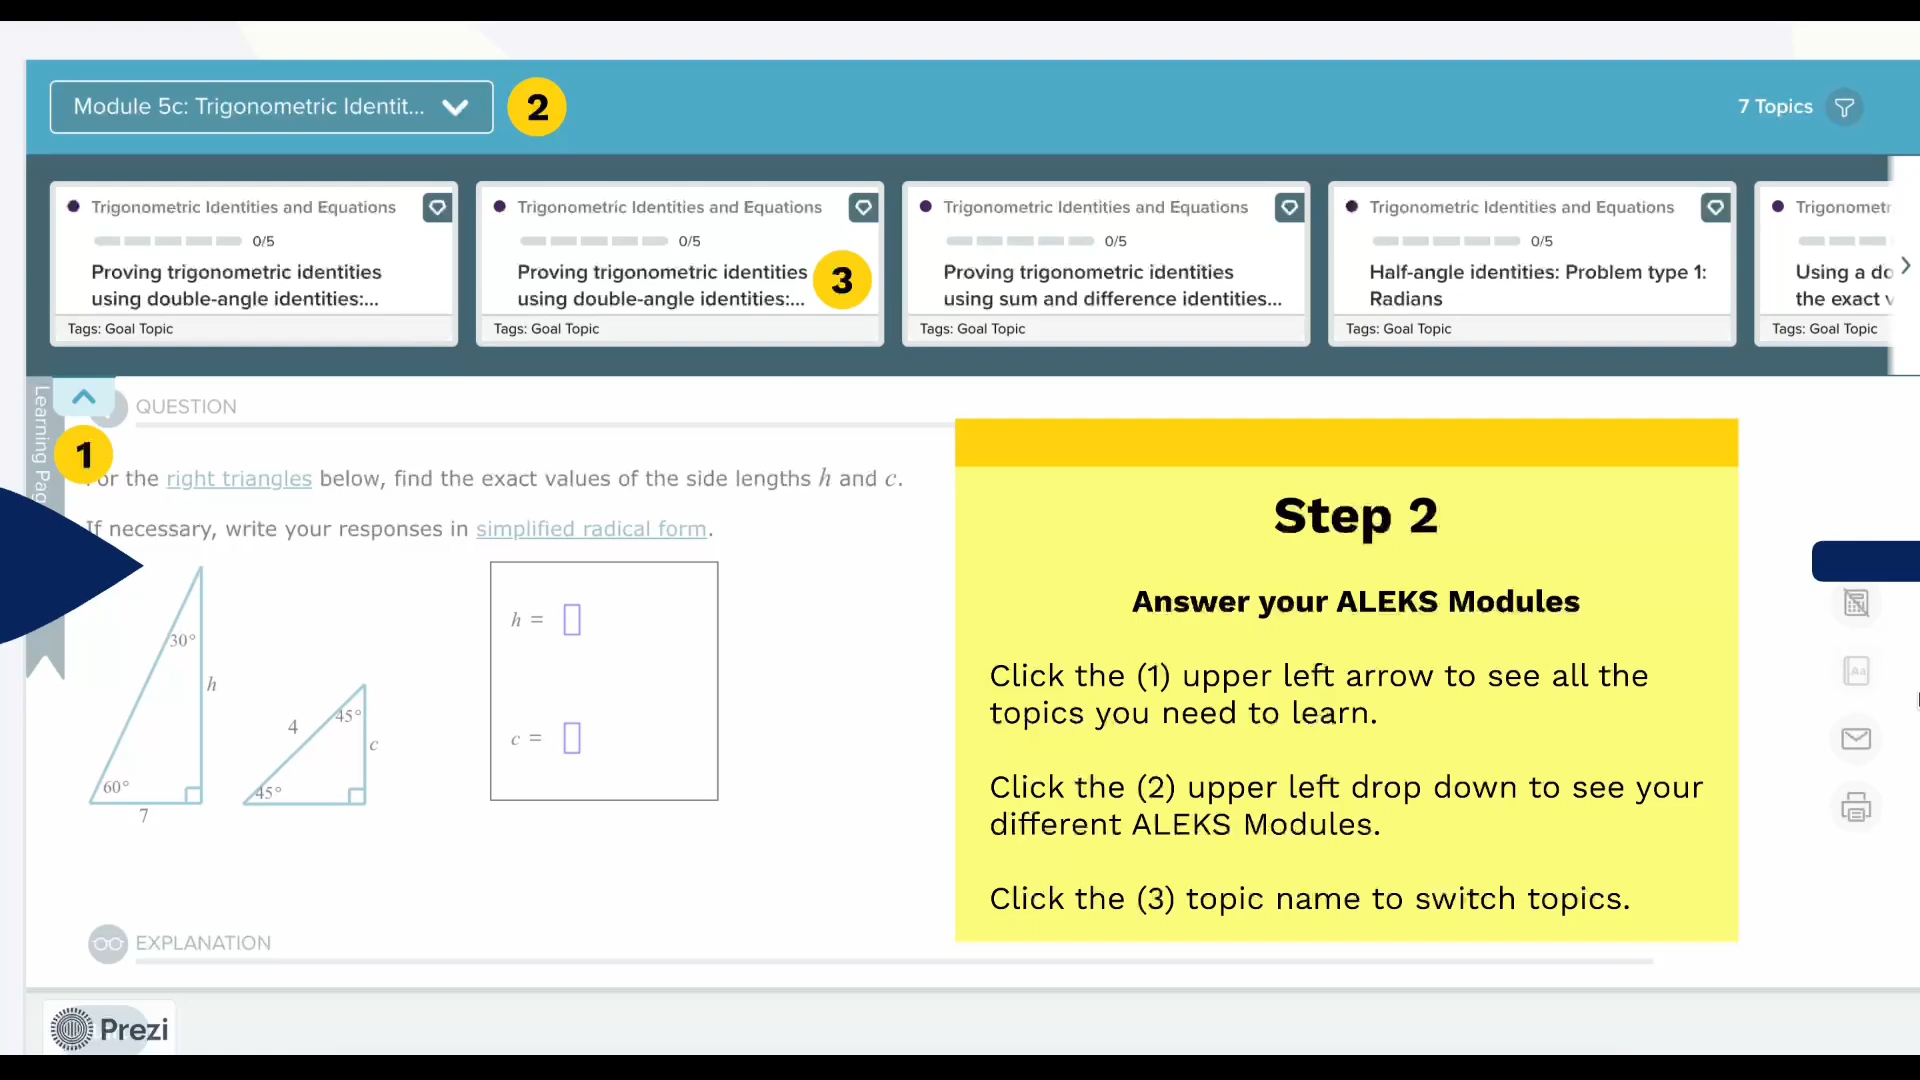 Module 5c: Trigonometric Identit...
2
7 Topics
Trigonometric Identities and Equations
0/5
Proving trigonometric identities
using double-angle identities:...
Tags: Goal Topic
Trigonometric Identities and Equations
0/5
Proving trigonometric identities
using double-angle identities:...
3
Tags: Goal Topic
Trigonometric Identities and Equations
0/5
Proving trigonometric identities
using sum and difference identities...
Tags: Goal Topic
Trigonometric Identities and Equations
0/5
Half-angle identities: Problem type 1:
Radians
Tags: Goal Topic
Trigonometr
Using a do
the exact v
Tags: Goal Topic
Learning Pag
1
QUESTION
or the right triangles below, find the exact values of the side lengths h and c.
If necessary, write your responses in simplified radical form.
30°
h
60°
7
4
45°
c
45°
h =
c =
Step 2
Answer your ALEKS Modules
Click the (1) upper left arrow to see all the
topics you need to learn.
Click the (2) upper left drop down to see your
different ALEKS Modules.
Click the (3) topic name to switch topics.
Aa
EXPLANATION
Prezi